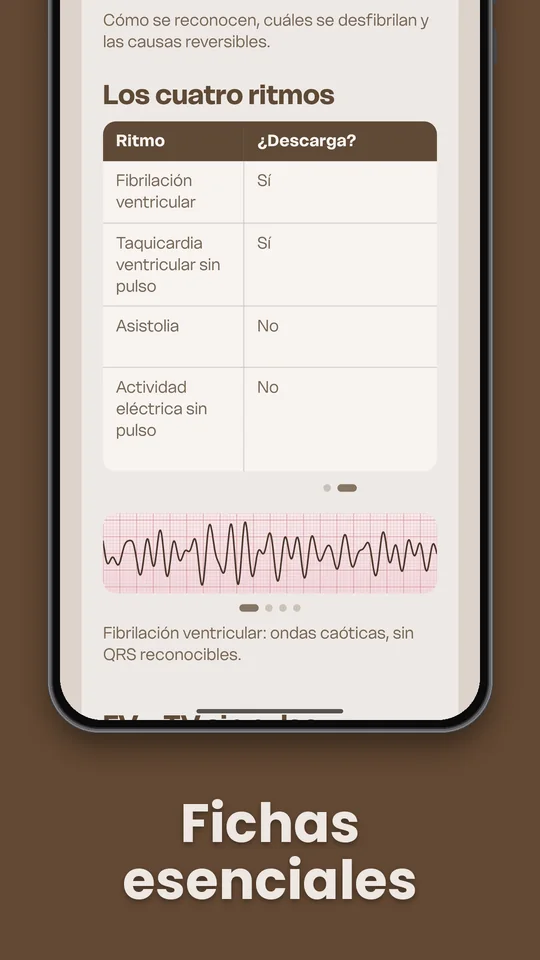 Cómo se reconocen, cuáles se desfibrilan y
las causas reversibles.
Los cuatro ritmos
Ritmo ¿Descarga?
Fibrilación
ventricular
Sí
Taquicardia
ventricular sin
pulso
Sí
Asistolia
No
Actividad
eléctrica sin
pulso
No
Fibrilación ventricular: ondas caóticas, sin
QRS reconocibles.
Fichas
esenciales